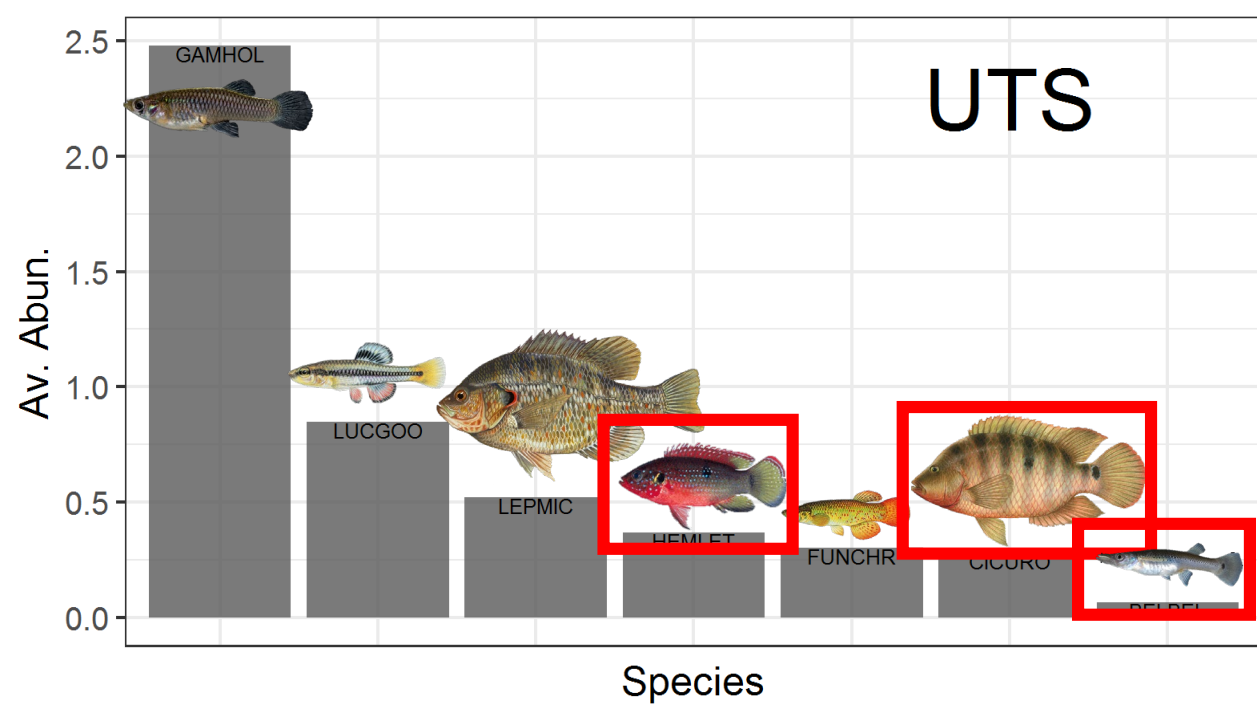 UTS
2.5
2.0
1.5
1.0
0.5
0.0
Av. Abun.
GAMHOL
LUCGOO
LEPMIC
HEMLET
FUNCHR
CICURO
Species